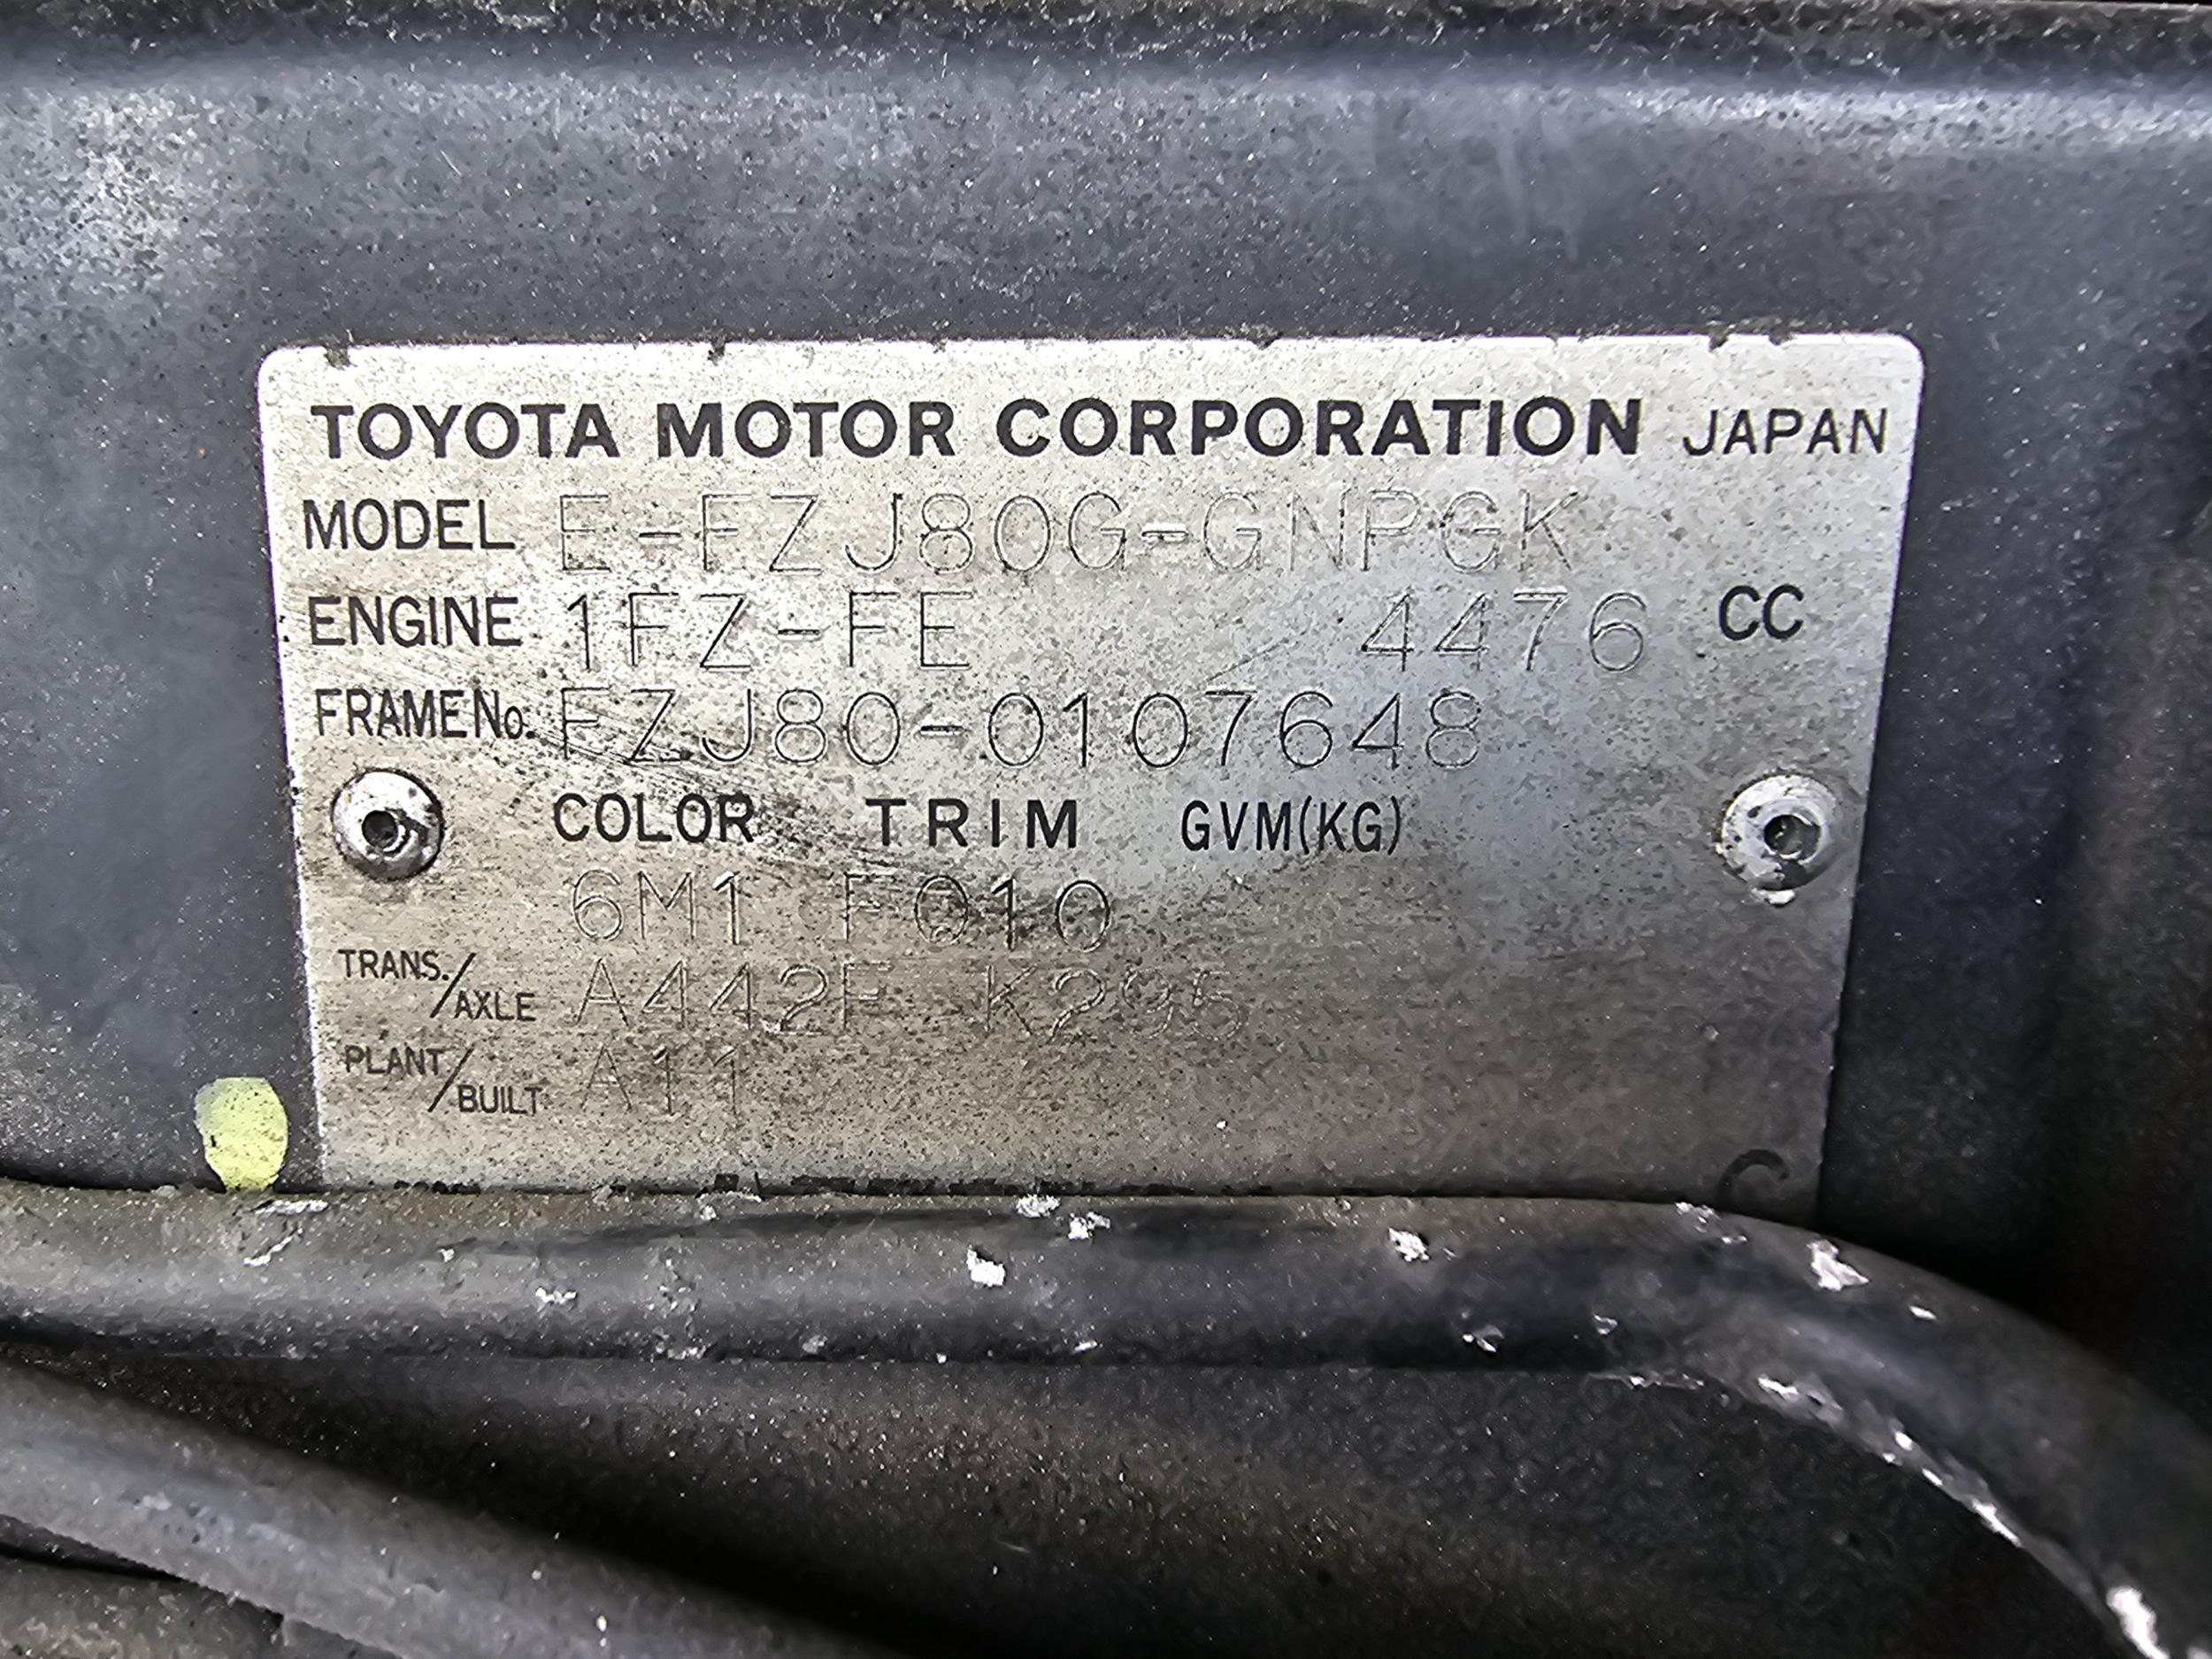 TOYOTA MOTOR CORPORATION JAPAN
MODEL E-FZJ80G-GNPGK
ENGINE 1FZ-FE 4476 CC
FRAME No. FZJ80-0107648
COLOR TRIM GVM(KG)
6M1 FQ10
TRANS./AXLE A442F K295
PLANT/BUILT A11
C